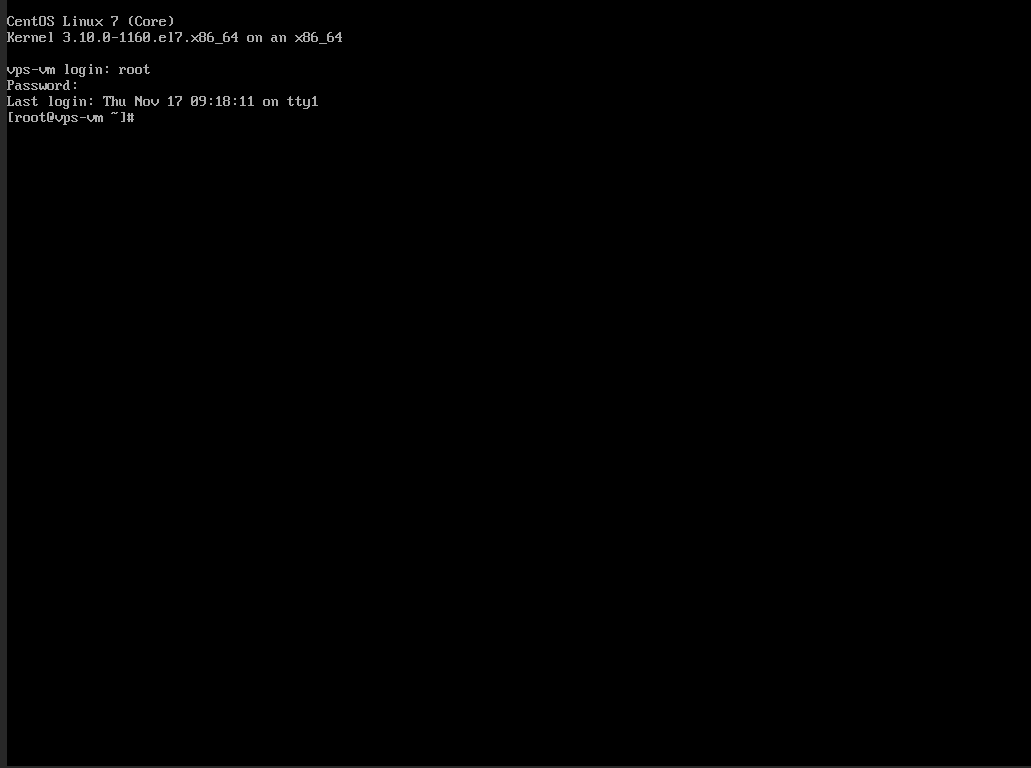 CentOS Linux 7 (Core)
Kernel 3.10.0-1160.el7.x86_64 on an x86_64
vps-vm login: root
Password:
Last login: Thu Nov 17 09:18:11 on tty1
[root@vps-vm ~]#